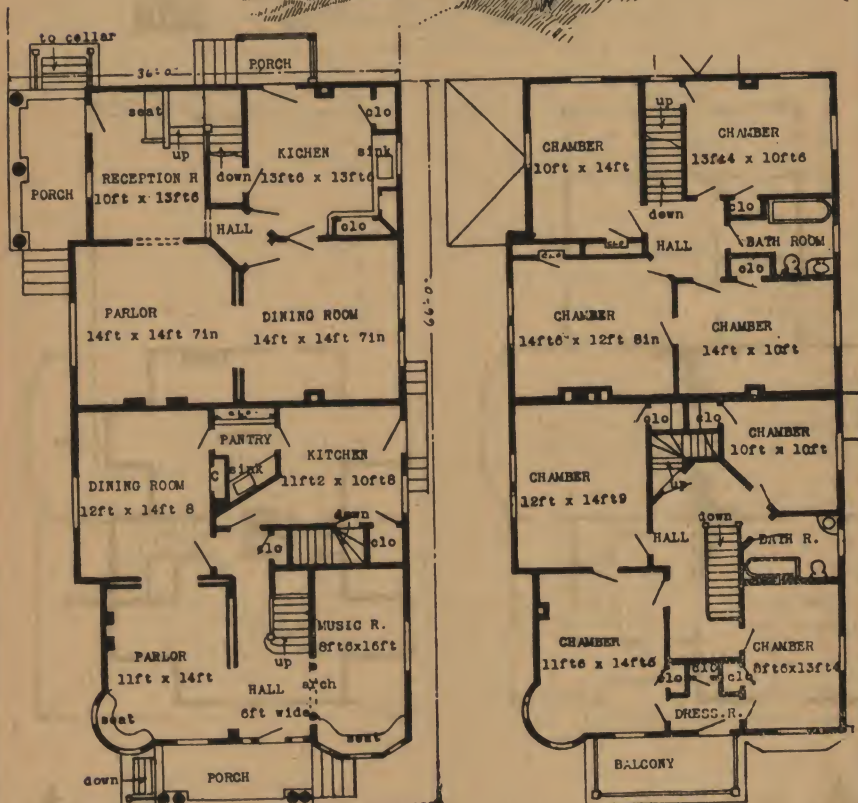 to cellar
36'-0"
PORCH
seat
clo
up
KICHEN
13ft6 x 13ft6
sink
RECEPTION H
10ft x 13ft6
down
PORCH
HALL
clo
PARLOR
14ft x 14ft 7in
DINING ROOM
14ft x 14ft 7in
66'-0"
PANTRY
KITCHEN
11ft2 x 10ft8
C
sink
DINING ROOM
12ft x 14ft 8
down
clo
clo
MUSIC R.
8ft6x16ft
PARLOR
11ft x 14ft
up
arch
HALL
6ft wide
seat
seat
down
PORCH
up
CHAMBER
10ft x 14ft
CHAMBER
13ft4 x 10ft6
down
clo
HALL
BATH ROOM
clo
CHAMBER
14ft6 x 12ft 8in
CHAMBER
14ft x 10ft
clo
clo
CHAMBER
10ft x 10ft
CHAMBER
12ft x 14ft9
up
down
HALL
BATH R.
CHAMBER
11ft6 x 14ft6
CHAMBER
8ft6x13ft4
clo
clo
clo
DRESS.R.
BALCONY